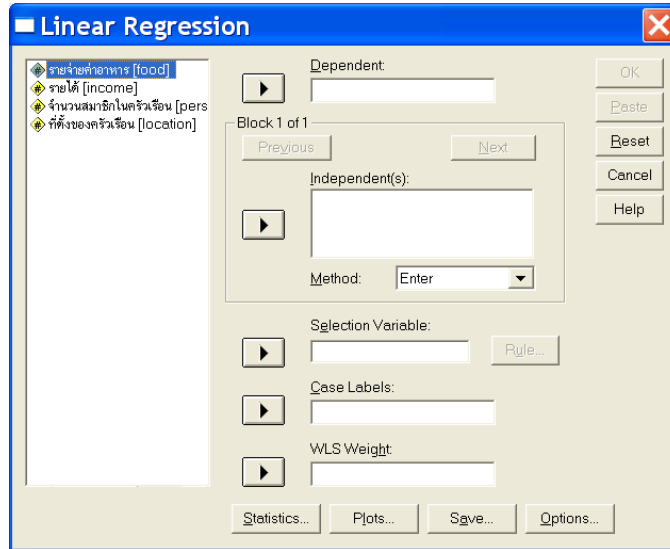 Linear Regression
รายจ่ายค่าอาหาร [food]
รายได้ [income]
จำนวนสมาชิกในครัวเรือน [pers
ที่ตั้งของครัวเรือน [location]
Dependent:
Block 1 of 1
Previous
Next
Independent(s):
Method:
Enter
Selection Variable:
Rule...
Case Labels:
WLS Weight:
Statistics...
Plots...
Save...
Options...
OK
Paste
Reset
Cancel
Help